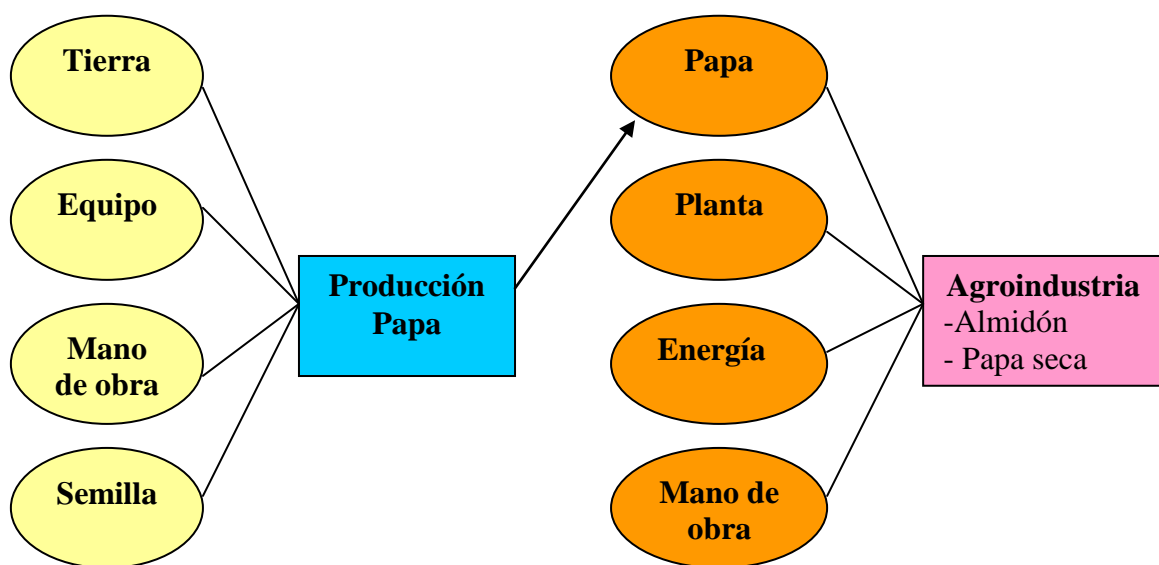 Tierra
Equipo
Mano
de obra
Semilla
Producción
Papa
Papa
Planta
Energía
Mano de
obra
Agroindustria
-Almidón
- Papa seca